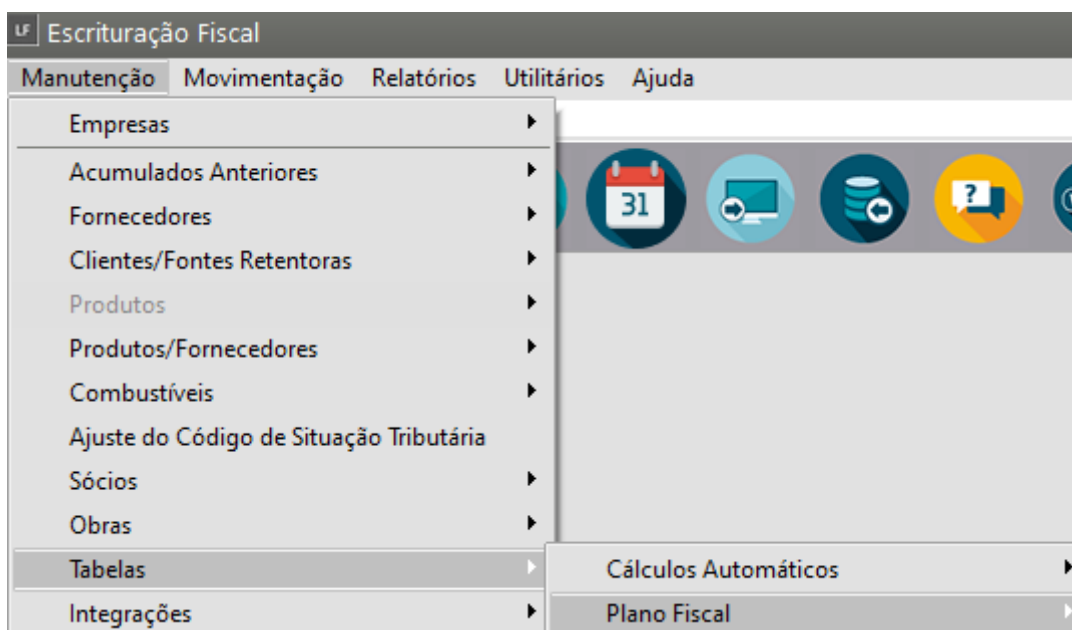 LF Escrituração Fiscal
Manutenção Movimentação Relatórios Utilitários Ajuda
Empresas
Acumulados Anteriores
Fornecedores
Clientes/Fontes Retentoras
Produtos
Produtos/Fornecedores
Combustíveis
Ajuste do Código de Situação Tributária
Sócios
Obras
Tabelas
Integrações
31
?
Cálculos Automáticos
Plano Fiscal